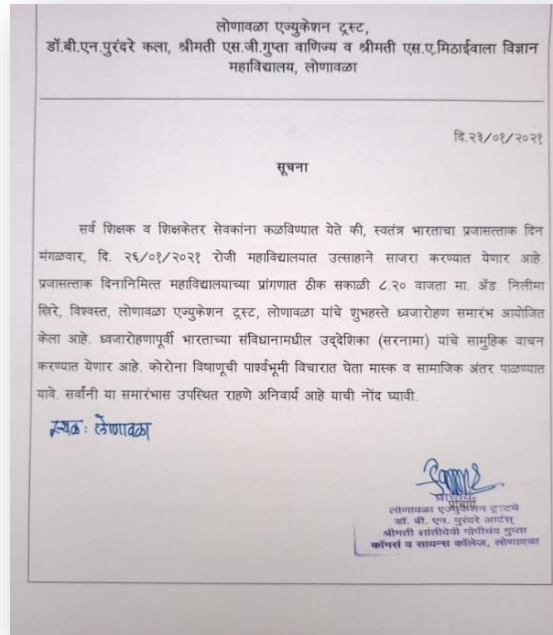 लोणावळा एज्युकेशन ट्रस्ट,
डॉ.बी.एन.पुरंदरे कला, श्रीमती एस.जी.गुप्ता वाणिज्य व श्रीमती एस.ए.मिठाईवाला विज्ञान
महाविद्यालय, लोणावळा
दि.२३/०१/२०२१
सूचना
सर्व शिक्षक व शिक्षकेतर सेवकांना कळविण्यात येते की, स्वतंत्र भारताचा प्रजासत्ताक दिन
मंगळवार, दि. २६/०१/२०२१ रोजी महाविद्यालयात उत्साहाने साजरा करण्यात येणार आहे.
प्रजासत्ताक दिनानिमित्त महाविद्यालयाच्या प्रांगणात ठीक सकाळी ८.२० वाजता मा. ॲड. निलीमा
खिरे, विश्वस्त, लोणावळा एज्युकेशन ट्रस्ट, लोणावळा यांचे शुभहस्ते ध्वजारोहण समारंभ आयोजित
केला आहे. ध्वजारोहणापूर्वी भारताच्या संविधानामधील उद्‌देशिका (सरनामा) यांचे सामुहिक वाचन
करण्यात येणार आहे. कोरोना विषाणूची पार्श्वभूमी विचारात घेता मास्क व सामाजिक अंतर पाळण्यात
यावे. सर्वांनी या समारंभास उपस्थित राहणे अनिवार्य आहे याची नोंद घ्यावी.
स्थळ: लोणावळा
प्राचार्य
लोणावळा एज्युकेशन ट्रस्टचे
डॉ. बी. एन. पुरंदरे आर्टस्
श्रीमती शांतीदेवी गोपीचंद गुप्ता
कॉमर्स व सायन्स कॉलेज, लोणावळा